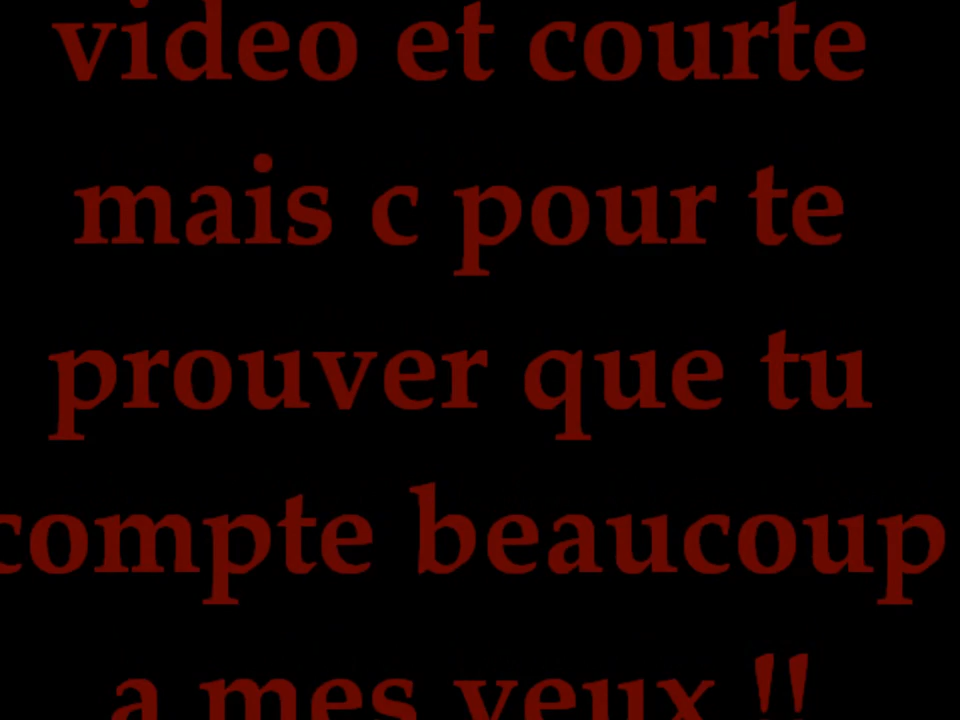 video et courte
mais c pour te
prouver que tu
compte beaucoup
a mes yeux !!